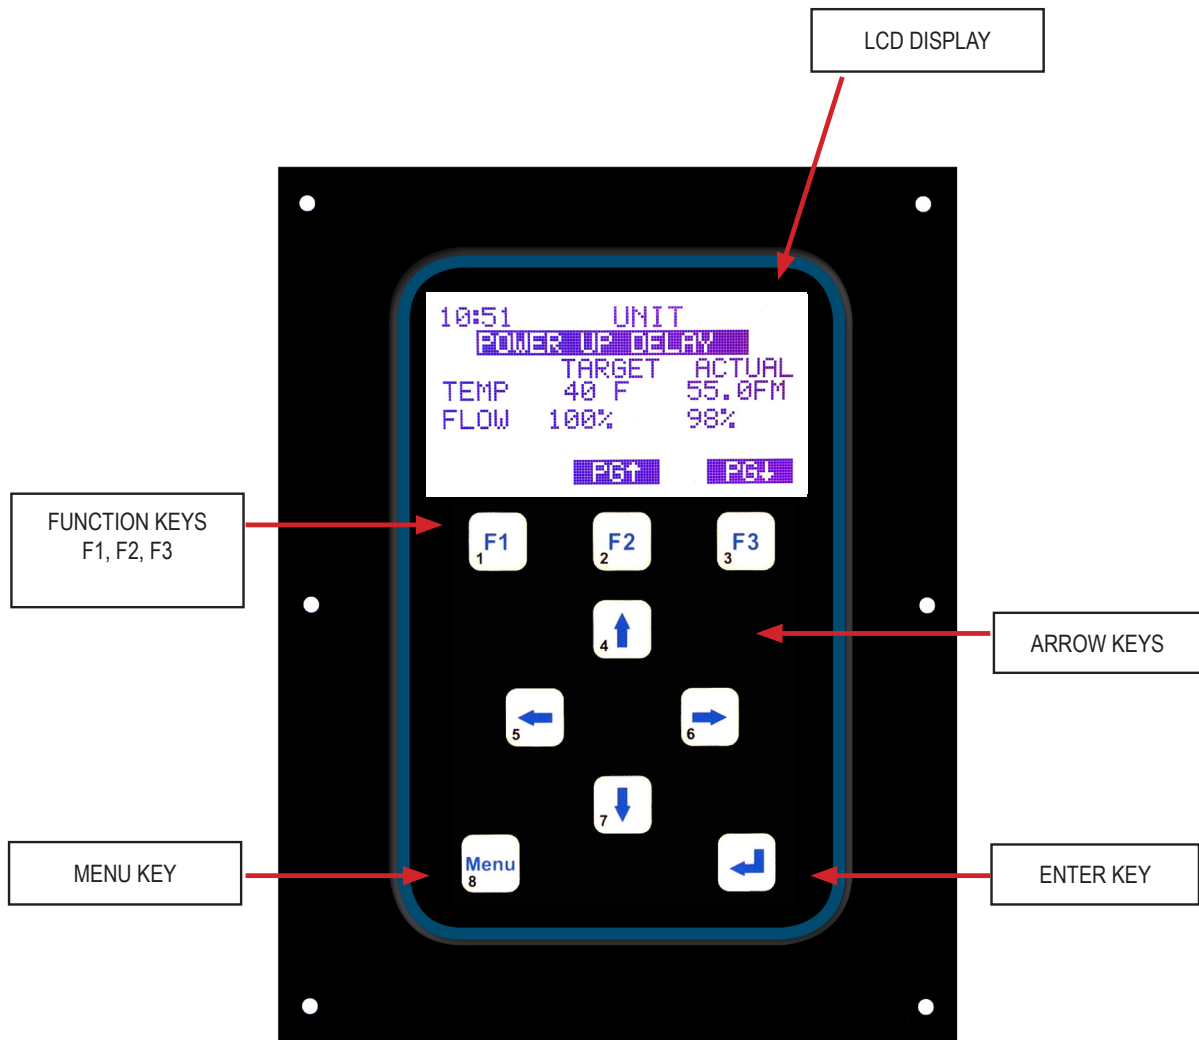 LCD DISPLAY
10:51 UNIT
POWER UP DELAY
TARGET ACTUAL
TEMP 40 F 55.0FM
FLOW 100% 98%
PG↑ PG↓
FUNCTION KEYS
F1, F2, F3
F1 F2 F3
1 2 3
4
ARROW KEYS
5 6
7
MENU KEY
Menu
8
ENTER KEY